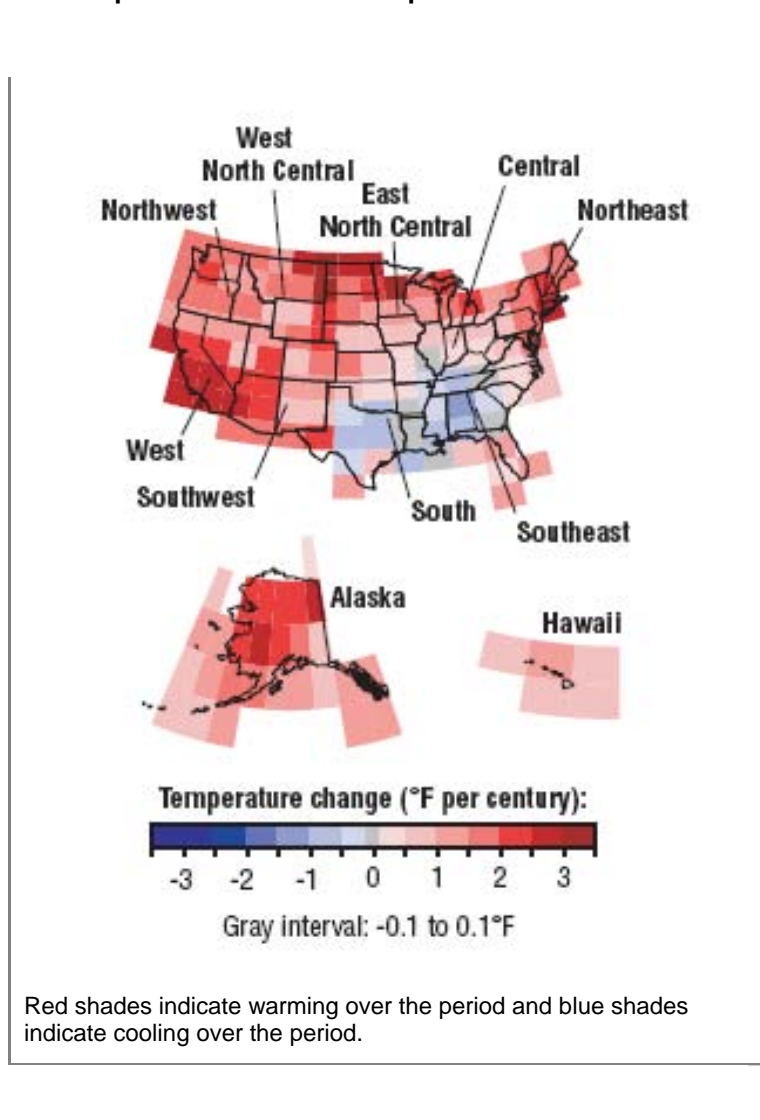 West
North Central
Central
East
North Central
Northwest
Northeast
West
Southwest
South
Southeast
Alaska
Hawaii
Temperature change (°F per century):
-3 -2 -1 0 1 2 3
Gray interval: -0.1 to 0.1°F
Red shades indicate warming over the period and blue shades
indicate cooling over the period.